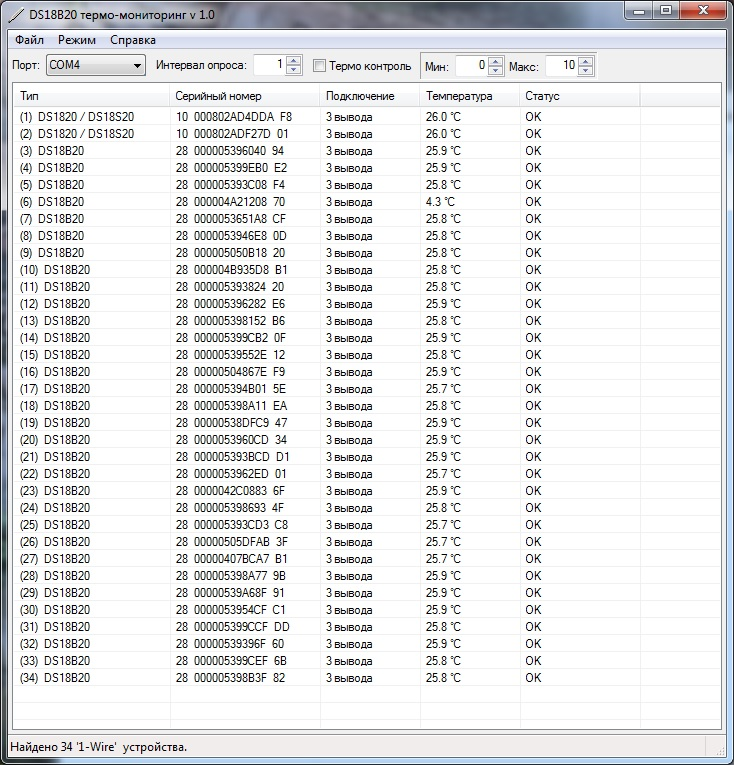 DS18B20 термо-мониторинг v 1.0
Файл Режим Справка
Порт: COM4 Интервал опроса: 1 Термо контроль Мин: 0 Макс: 10
Тип Серийный номер Подключение Температура Статус
(1) DS1820 / DS18S20 10 000802AD4DDA F8 3 вывода 26.0 °C OK
(2) DS1820 / DS18S20 10 000802ADF27D 01 3 вывода 26.0 °C OK
(3) DS18B20 28 000005396040 94 3 вывода 25.9 °C OK
(4) DS18B20 28 000005399EB0 E2 3 вывода 25.9 °C OK
(5) DS18B20 28 000005393C08 F4 3 вывода 25.8 °C OK
(6) DS18B20 28 000004A21208 70 3 вывода 4.3 °C OK
(7) DS18B20 28 0000053651A8 CF 3 вывода 25.8 °C OK
(8) DS18B20 28 0000053946E8 0D 3 вывода 25.8 °C OK
(9) DS18B20 28 000005050B18 20 3 вывода 25.8 °C OK
(10) DS18B20 28 000004B935D8 B1 3 вывода 25.8 °C OK
(11) DS18B20 28 000005393824 20 3 вывода 25.8 °C OK
(12) DS18B20 28 000005396282 E6 3 вывода 25.9 °C OK
(13) DS18B20 28 000005398152 B6 3 вывода 25.8 °C OK
(14) DS18B20 28 000005399CB2 0F 3 вывода 25.9 °C OK
(15) DS18B20 28 00000539552E 12 3 вывода 25.8 °C OK
(16) DS18B20 28 00000504867E F9 3 вывода 25.9 °C OK
(17) DS18B20 28 000005394B01 5E 3 вывода 25.7 °C OK
(18) DS18B20 28 000005398A11 EA 3 вывода 25.8 °C OK
(19) DS18B20 28 00000538DFC9 47 3 вывода 25.9 °C OK
(20) DS18B20 28 0000053960CD 34 3 вывода 25.9 °C OK
(21) DS18B20 28 000005393BCD D1 3 вывода 25.9 °C OK
(22) DS18B20 28 0000053962ED 01 3 вывода 25.7 °C OK
(23) DS18B20 28 0000042C0883 6F 3 вывода 25.9 °C OK
(24) DS18B20 28 000005398693 4F 3 вывода 25.8 °C OK
(25) DS18B20 28 000005393CD3 C8 3 вывода 25.7 °C OK
(26) DS18B20 28 00000505DFAB 3F 3 вывода 25.7 °C OK
(27) DS18B20 28 00000407BCA7 B1 3 вывода 25.7 °C OK
(28) DS18B20 28 000005398A77 9B 3 вывода 25.9 °C OK
(29) DS18B20 28 00000539A68F 91 3 вывода 25.9 °C OK
(30) DS18B20 28 0000053954CF C1 3 вывода 25.9 °C OK
(31) DS18B20 28 000005399CCF DD 3 вывода 25.8 °C OK
(32) DS18B20 28 00000539396F 60 3 вывода 25.9 °C OK
(33) DS18B20 28 000005399CEF 6B 3 вывода 25.8 °C OK
(34) DS18B20 28 000005398B3F 82 3 вывода 25.8 °C OK
Найдено 34 '1-Wire' устройства.